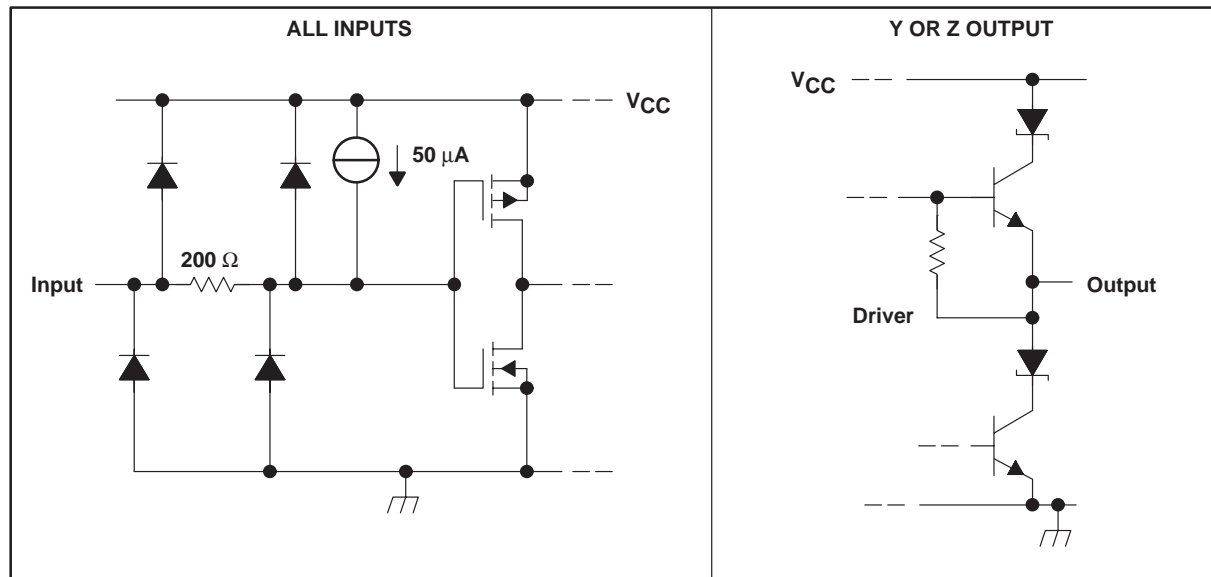 ALL INPUTS
VCC
50 μA
200 Ω
Input
Y OR Z OUTPUT
VCC
Output
Driver